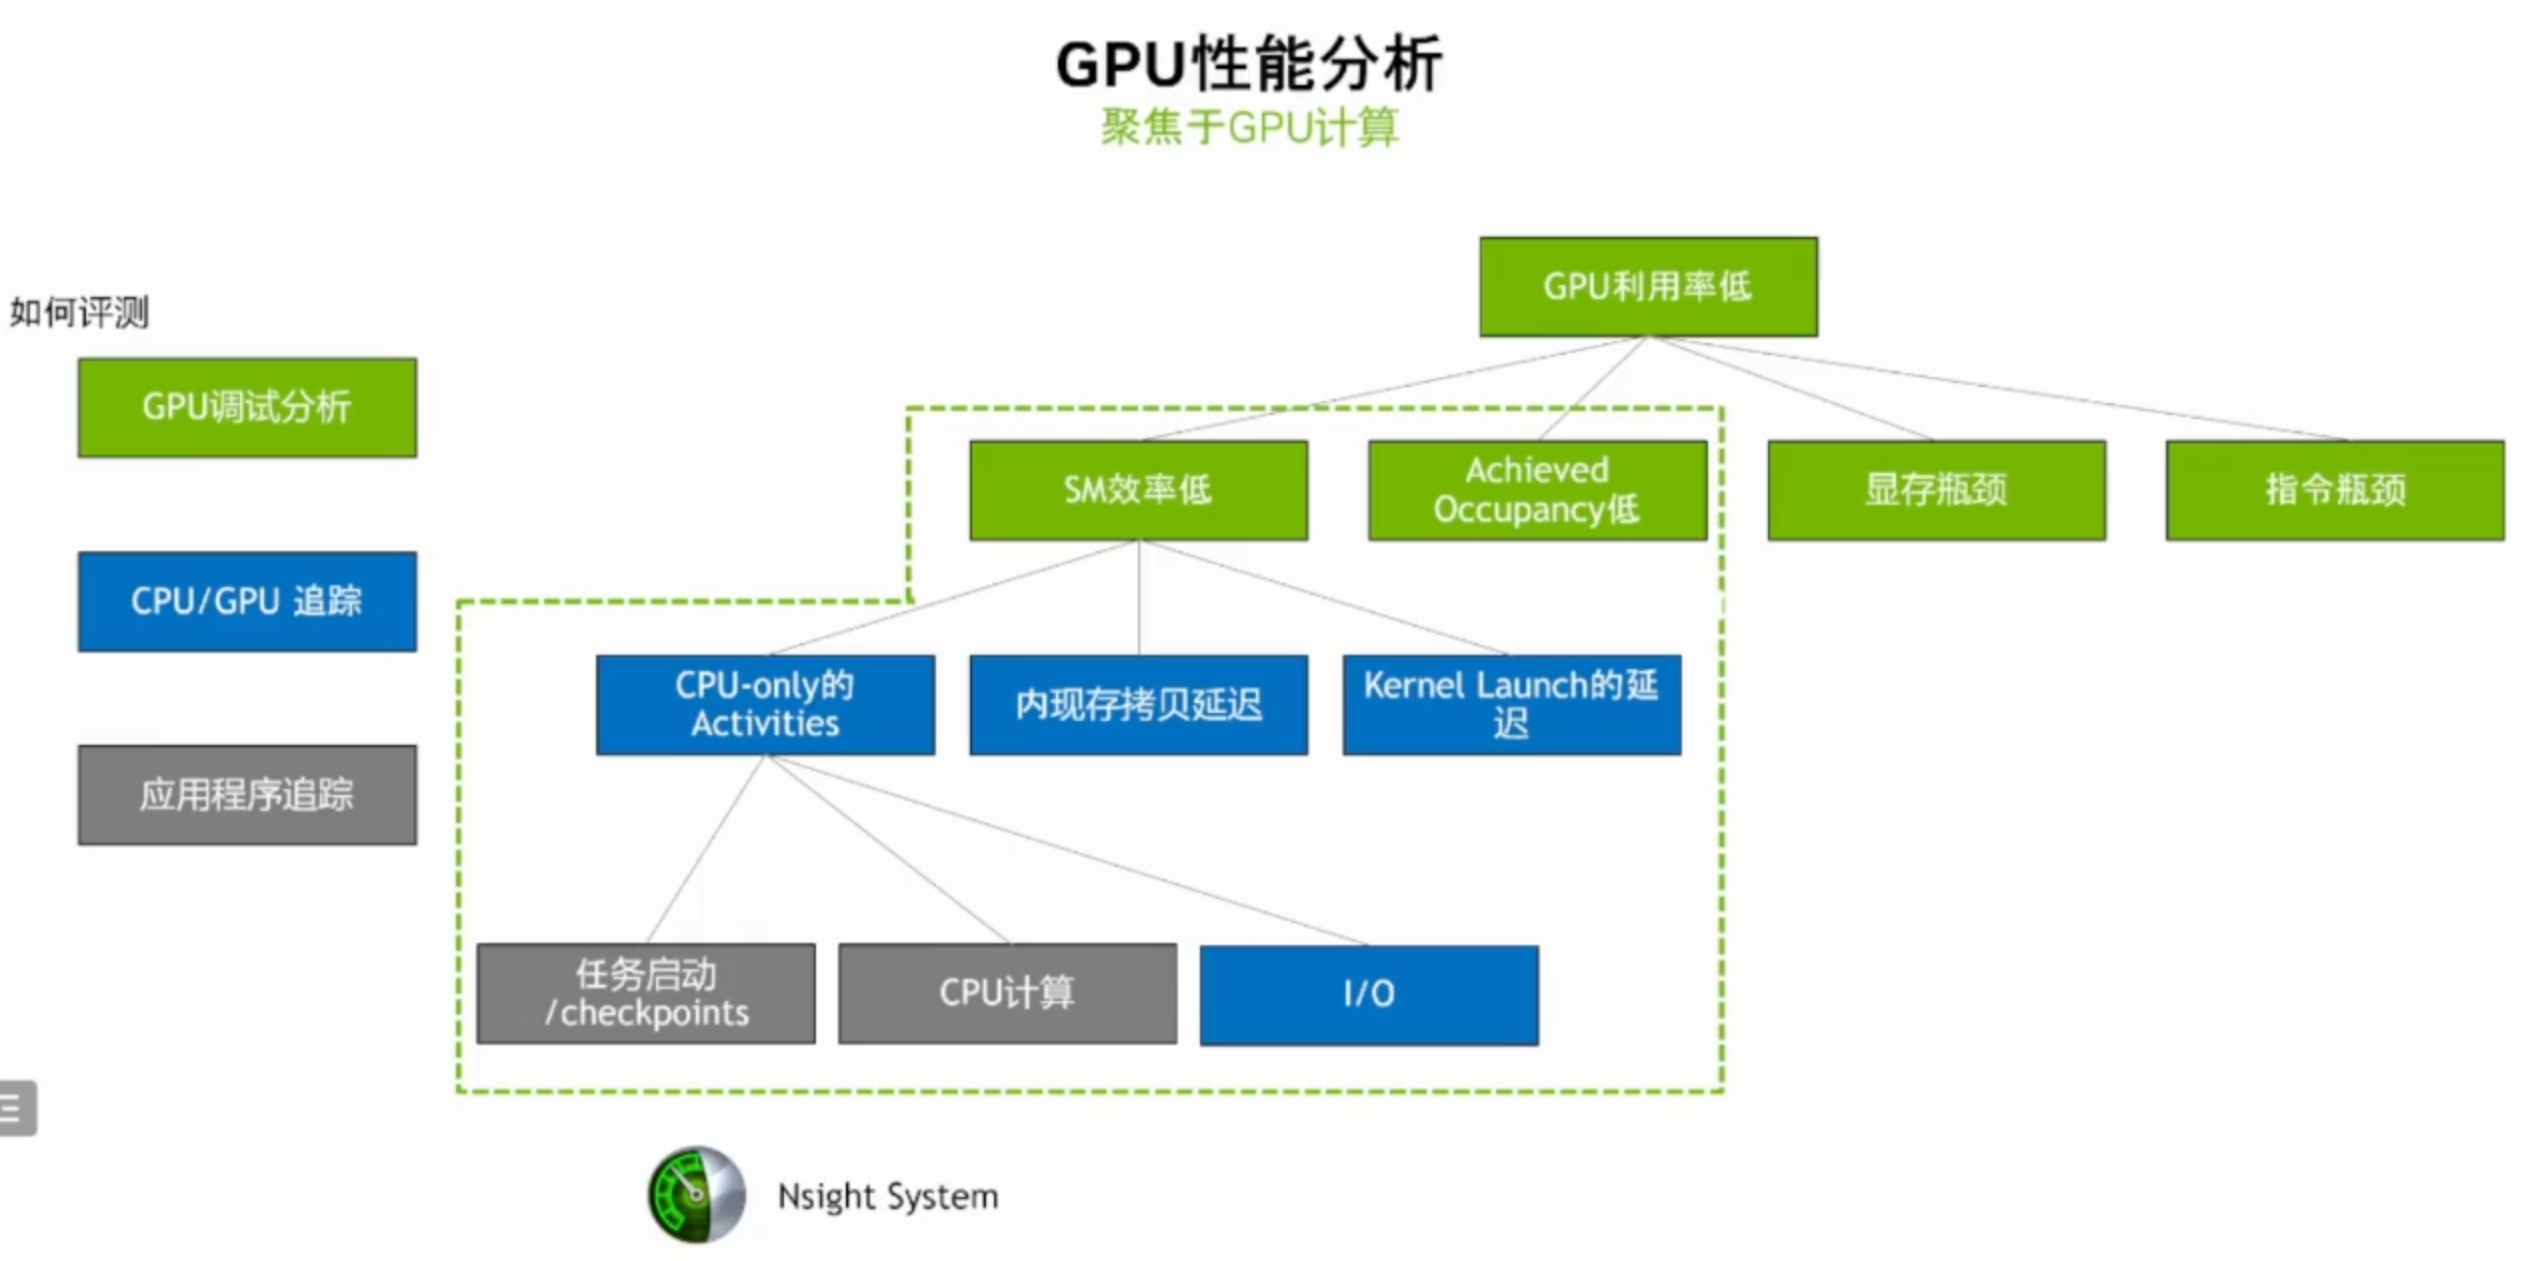 GPU性能分析
聚焦于GPU计算
如何评测
GPU调试分析
CPU/GPU 追踪
应用程序追踪
GPU利用率低
SM效率低
Achieved
Occupancy低
显存瓶颈
指令瓶颈
CPU-only的
Activities
内现存拷贝延迟
Kernel Launch的延
迟
任务启动
/checkpoints
CPU计算
I/O
Nsight System